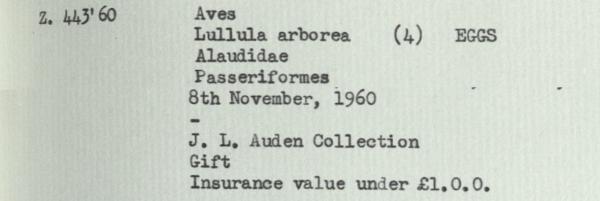 Z. 443'60 Aves
Lullula arborea (4) EGGS
Alaudidae
Passeriformes
8th November, 1960
-
J. L. Auden Collection
Gift
Insurance value under £1.0.0.